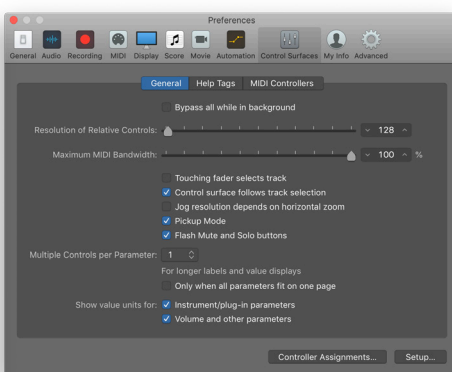 Preferences
General Audio Recording MIDI Display Score Movie Automation Control Surfaces My Info Advanced
General Help Tags MIDI Controllers
Bypass all while in background
Resolution of Relative Controls: 128
Maximum MIDI Bandwidth: 100 %
Touching fader selects track
Control surface follows track selection
Jog resolution depends on horizontal zoom
Pickup Mode
Flash Mute and Solo buttons
Multiple Controls per Parameter: 1
For longer labels and value displays
Only when all parameters fit on one page
Show value units for: Instrument/plug-in parameters
Volume and other parameters
Controller Assignments... Setup...